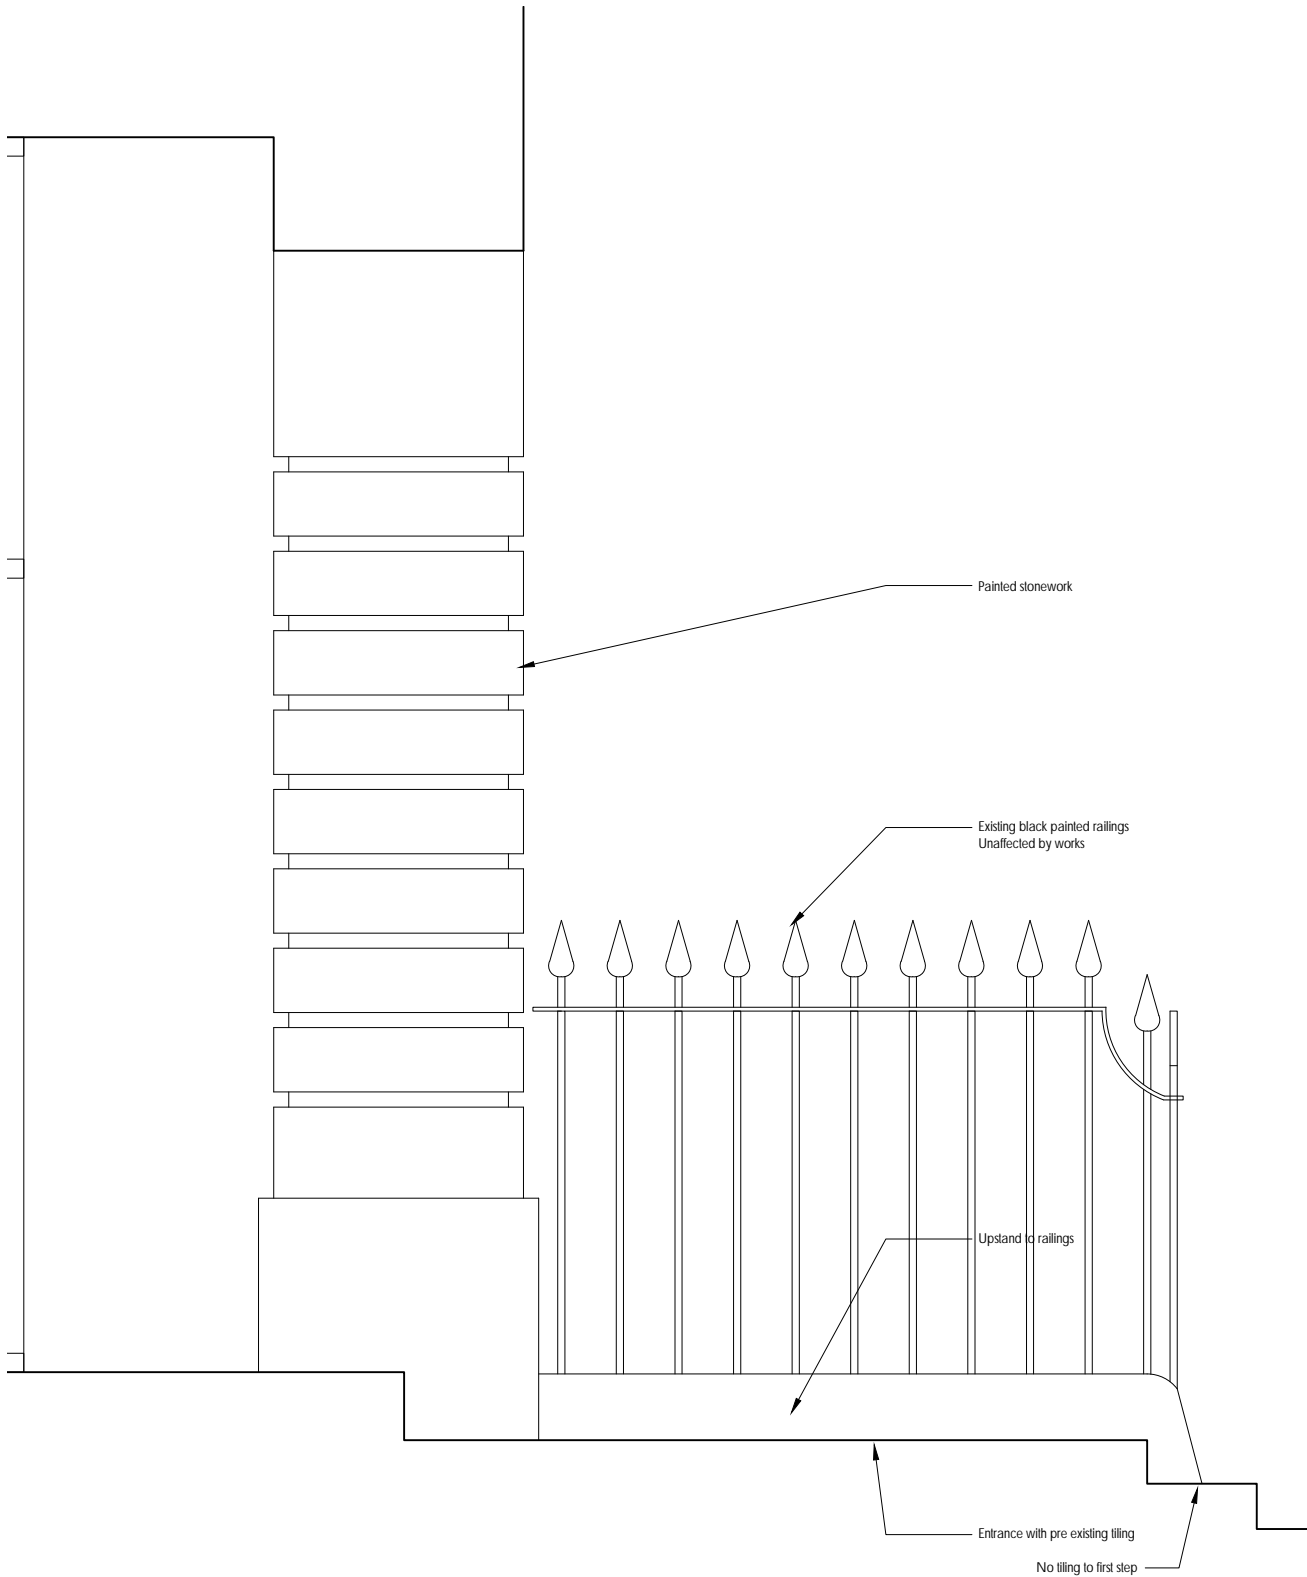 Painted stonework
Existing black painted railings
Unaffected by works
Upstand to railings
Entrance with pre existing tiling
No tiling to first step